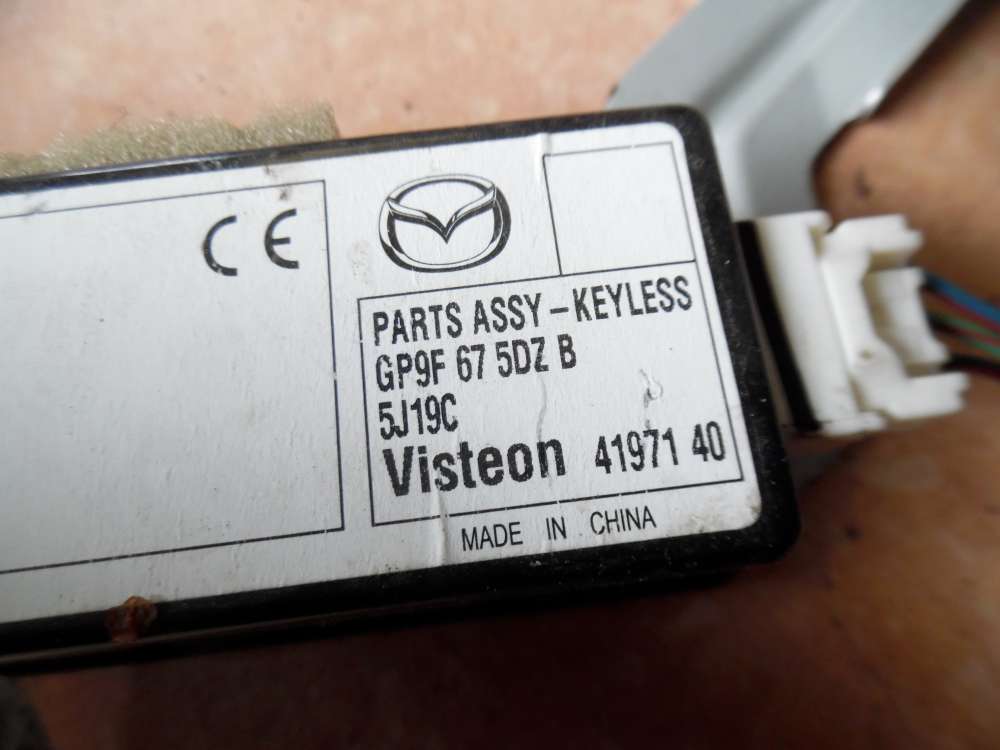 CE
PARTS ASSY – KEYLESS
GP9F 67 5DZ B
5J19C
Visteon 41971 40
MADE IN CHINA